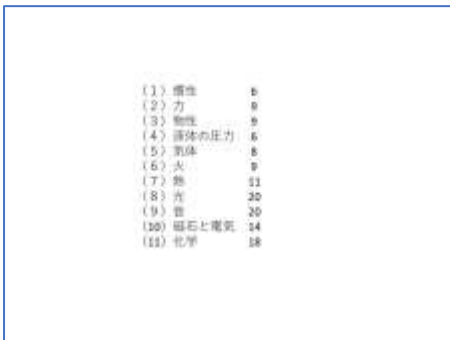 (1) 慣性 6
(2) 力 9
(3) 物性 9
(4) 液体の圧力 6
(5) 気体 8
(6) 火 9
(7) 熱 11
(8) 光 20
(9) 音 20
(10) 磁石と電気 14
(11) 化学 18